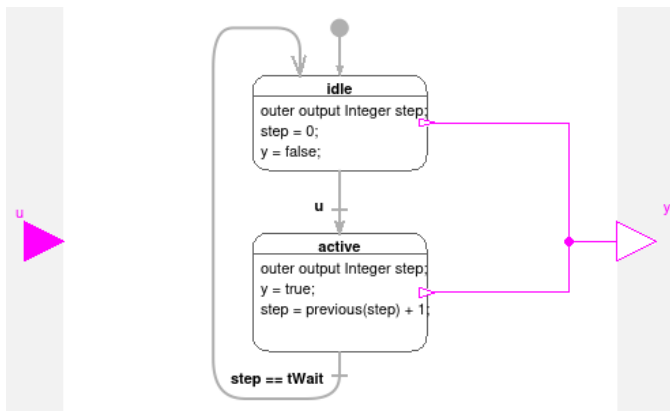 idle
outer output Integer step;
step = 0;
y = false;
u
u
y
active
outer output Integer step;
y = true;
step = previous(step) + 1;
step == tWait